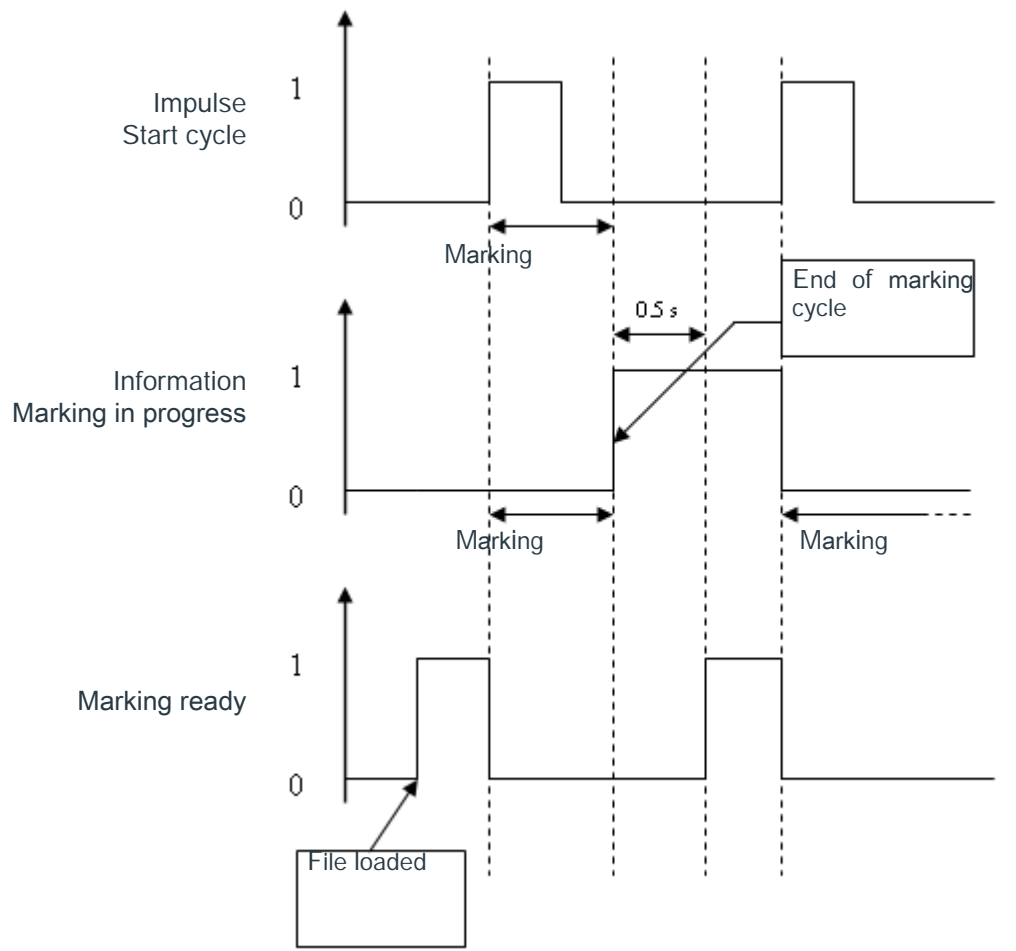 1
Impulse
Start cycle
0
Marking
End of marking
cycle
0.5 s
Information
1
Marking in progress
0
Marking
Marking
1
Marking ready
0
File loaded